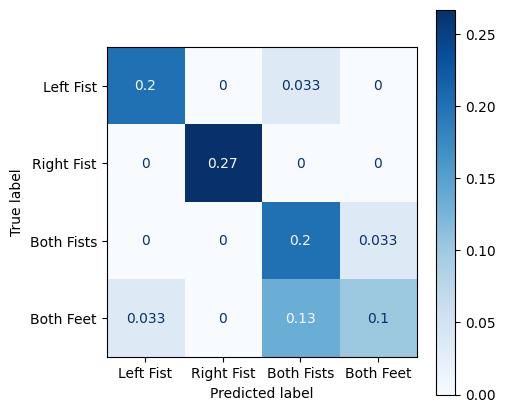 Left Fist 0.2 0 0.033 0
Right Fist 0 0.27 0 0
Both Fists 0 0 0.2 0.033
Both Feet 0.033 0 0.13 0.1
Left Fist Right Fist Both Fists Both Feet
Predicted label
True label
0.25
0.20
0.15
0.10
0.05
0.00